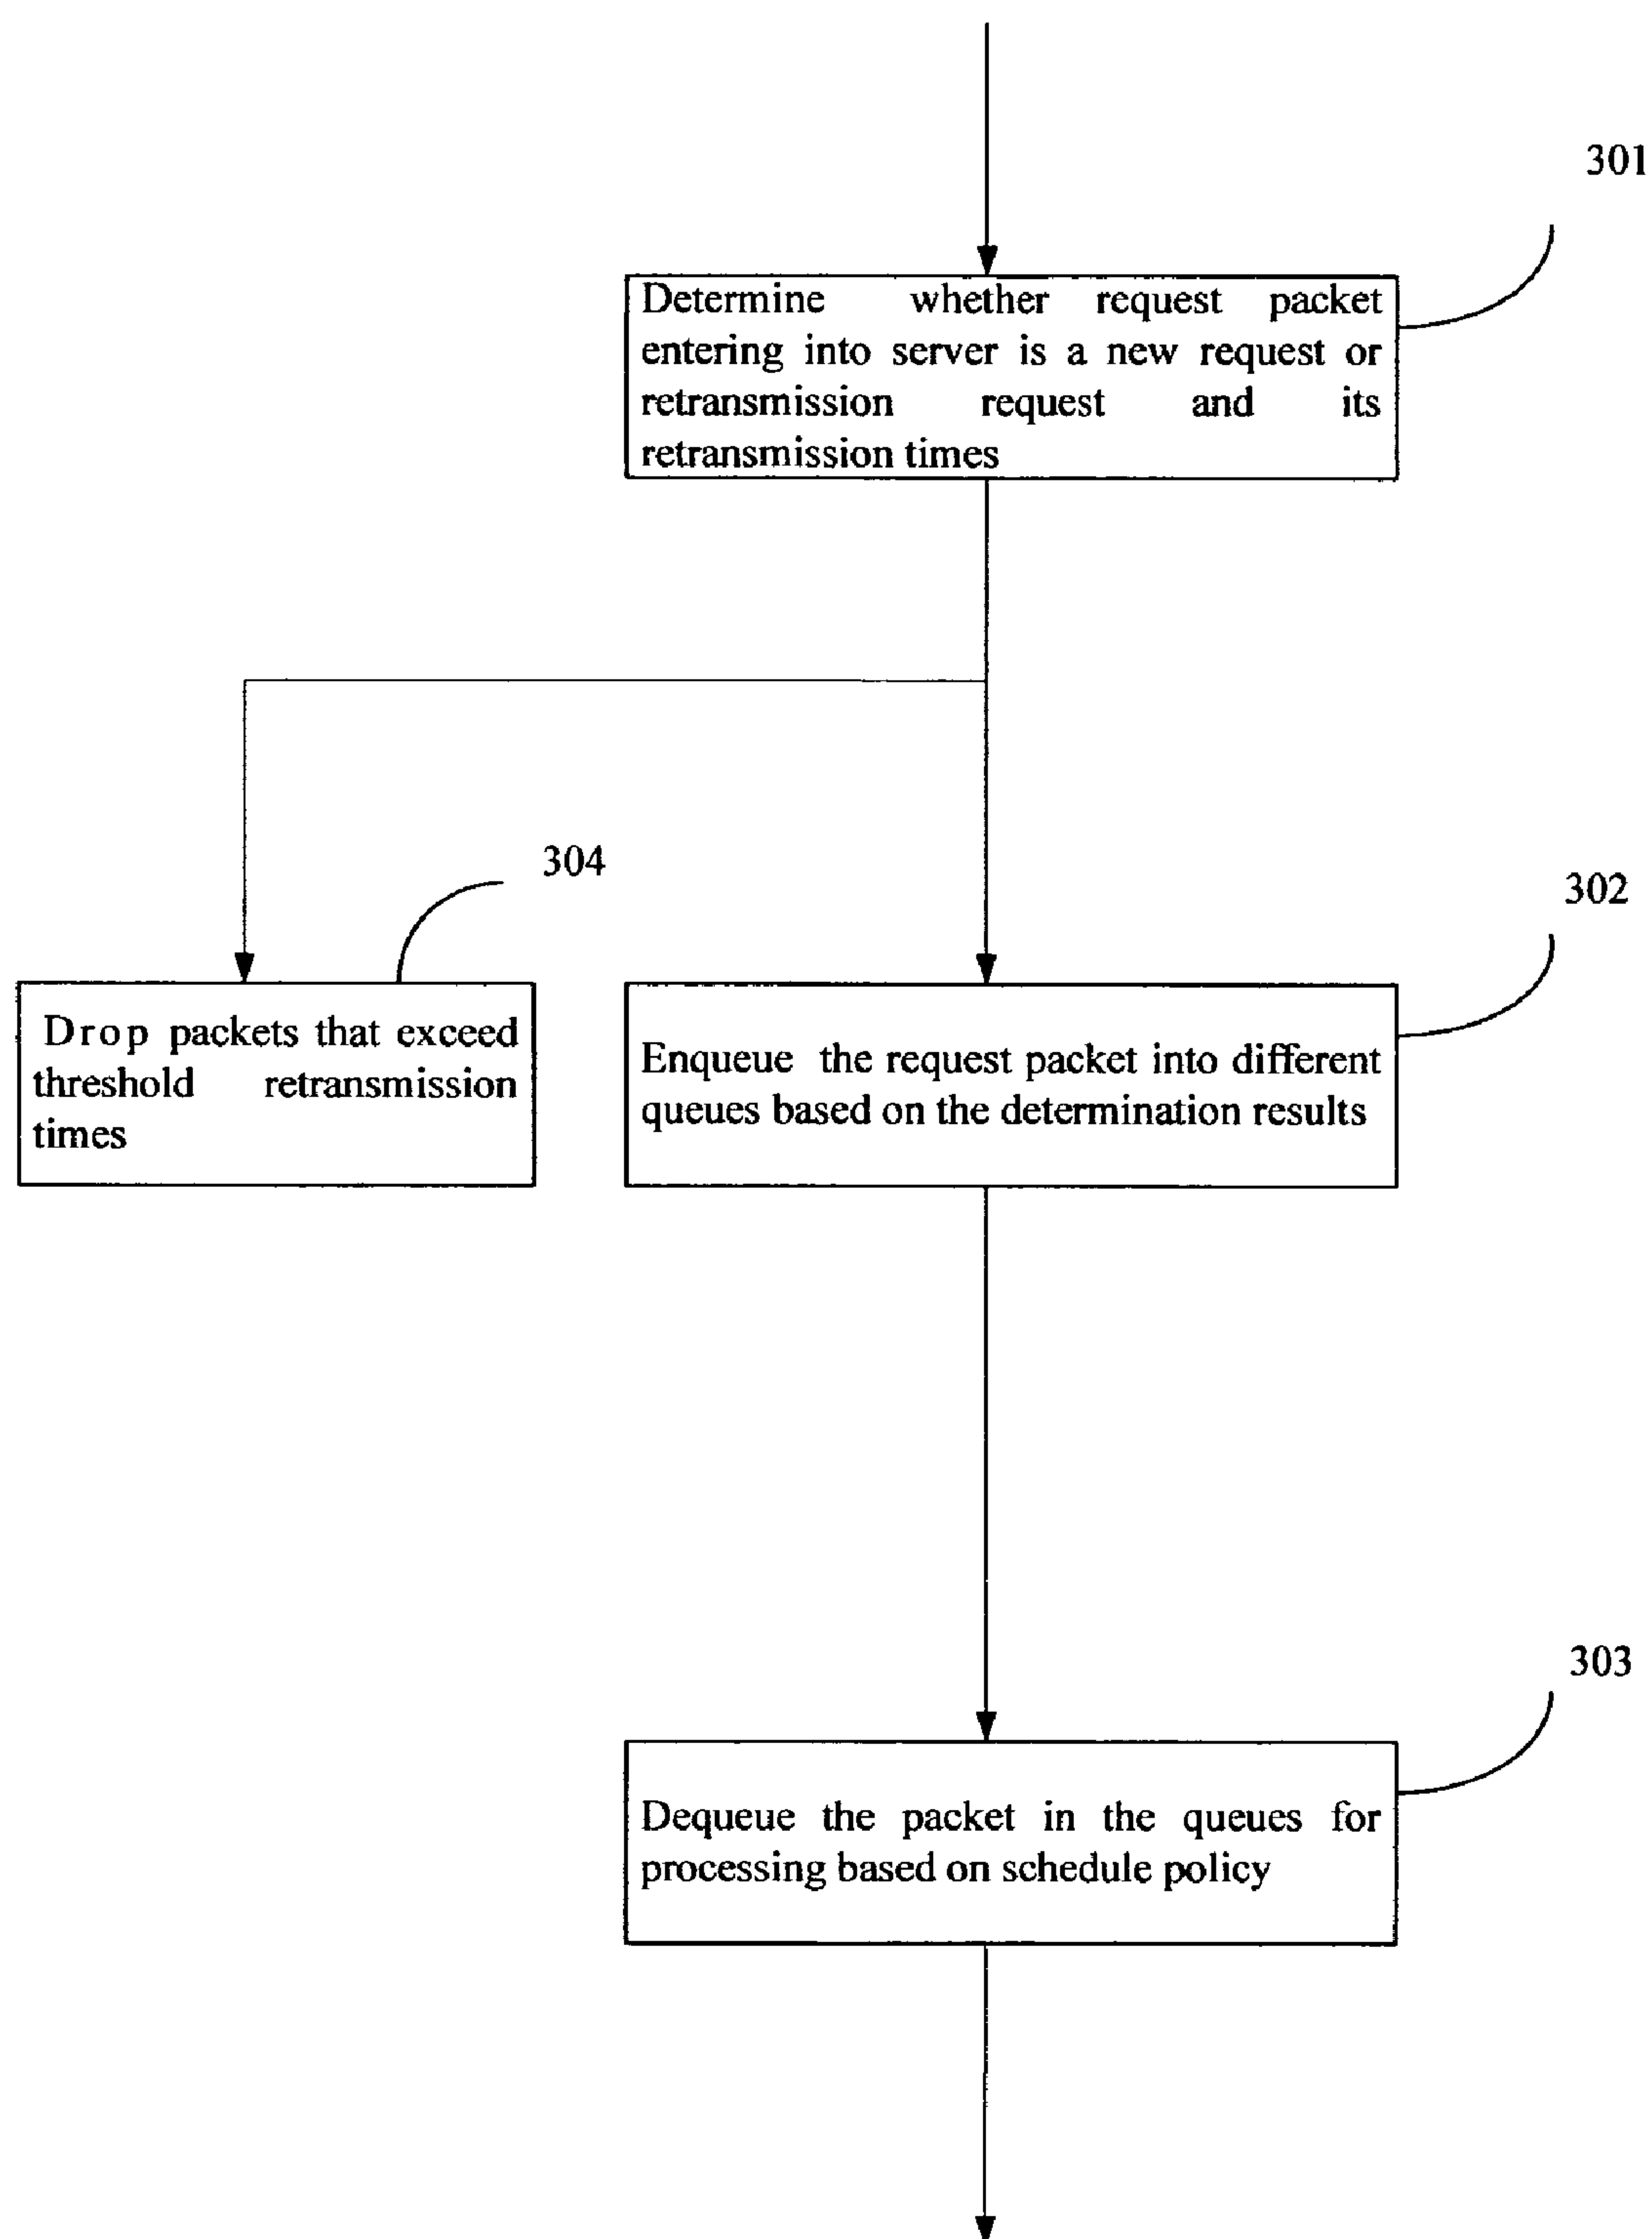 301
Determine whether request packet
entering into server is a new request or
retransmission request and its
retransmission times
304
302
Drop packets that exceed
threshold retransmission
times
Enqueue the request packet into different
queues based on the determination results
303
Dequeue the packet in the queues for
processing based on schedule policy